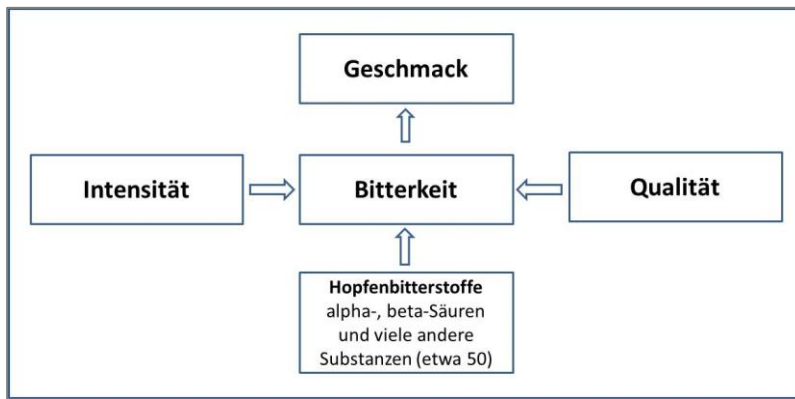 Geschmack
Intensität
Bitterkeit
Qualität
Hopfenbitterstoffe
alpha-, beta-Säuren
und viele andere
Substanzen (etwa 50)